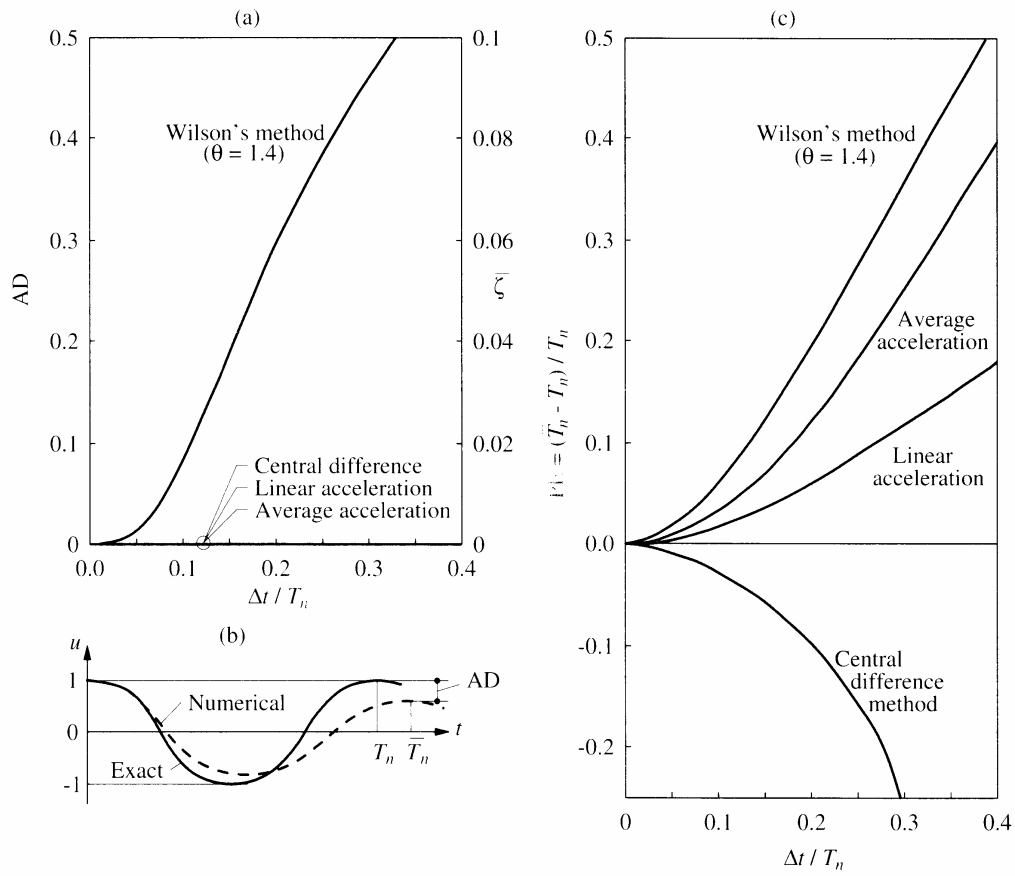 (a)
0.5
0.4
0.3
0.2
0.1
0
AD
0.1
0.08
0.06
0.04
0.02
0
ζ̅
Wilson's method
(θ = 1.4)
Central difference
Linear acceleration
Average acceleration
0.0 0.1 0.2 0.3 0.4
Δt / Tₙ
(b)
u
1
0
-1
Numerical
Exact
AD
t
Tₙ T̅ₙ
(c)
0.5
0.4
0.3
0.2
0.1
0.0
-0.1
-0.2
= (T̅ₙ - Tₙ) / Tₙ
Wilson's method
(θ = 1.4)
Average
acceleration
Linear
acceleration
Central
difference
method
0 0.1 0.2 0.3 0.4
Δt / Tₙ